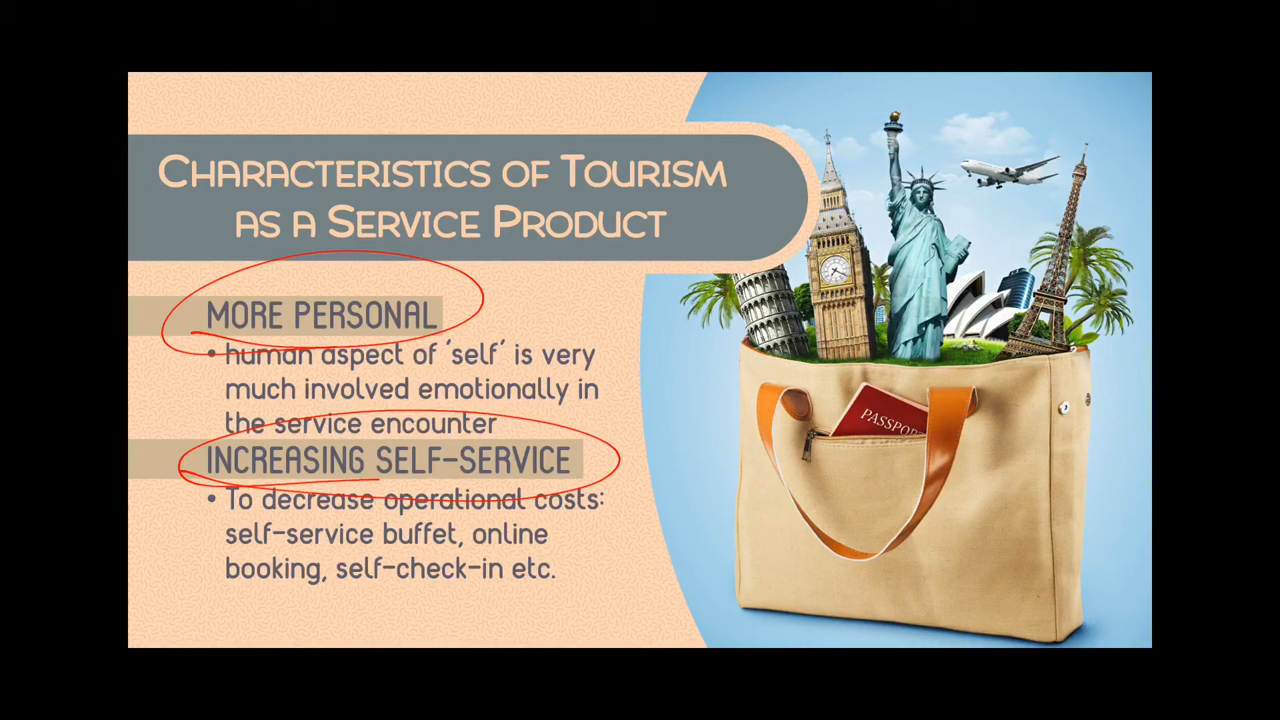 CHARACTERISTICS OF TOURISM
AS A SERVICE PRODUCT
MORE PERSONAL
• human aspect of ‘self’ is very
much involved emotionally in
the service encounter
INCREASING SELF-SERVICE
• To decrease operational costs:
self-service buffet, online
booking, self-check-in etc.
PASSPOR